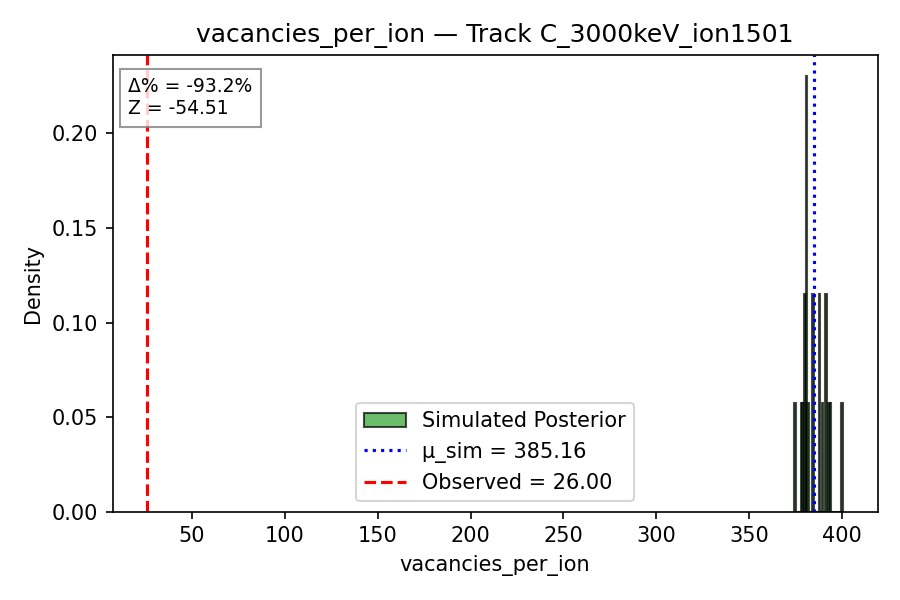 vacancies_per_ion — Track C_3000keV_ion1501
Δ% = -93.2%
Z = -54.51
Density
0.20
0.15
0.10
0.05
0.00
Simulated Posterior
μ_sim = 385.16
Observed = 26.00
50 100 150 200 250 300 350 400
vacancies_per_ion